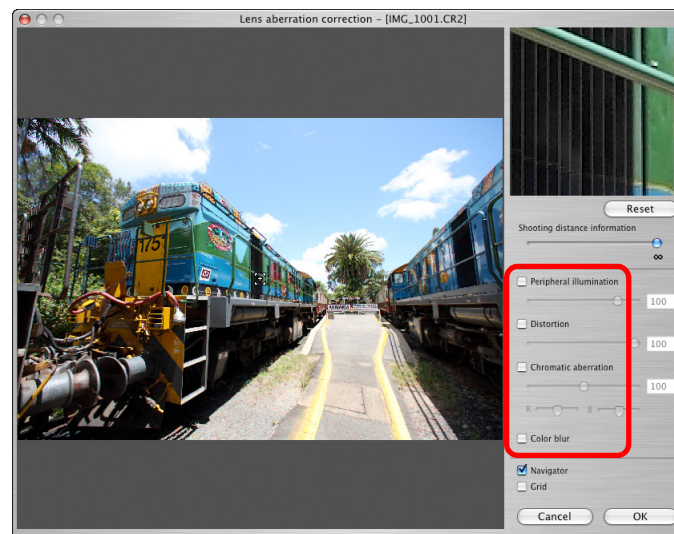 Lens aberration correction – [IMG_1001.CR2]
175
Reset
Shooting distance information
∞
Peripheral illumination
100
Distortion
100
Chromatic aberration
100
R B
Color blur
Navigator
Grid
Cancel OK